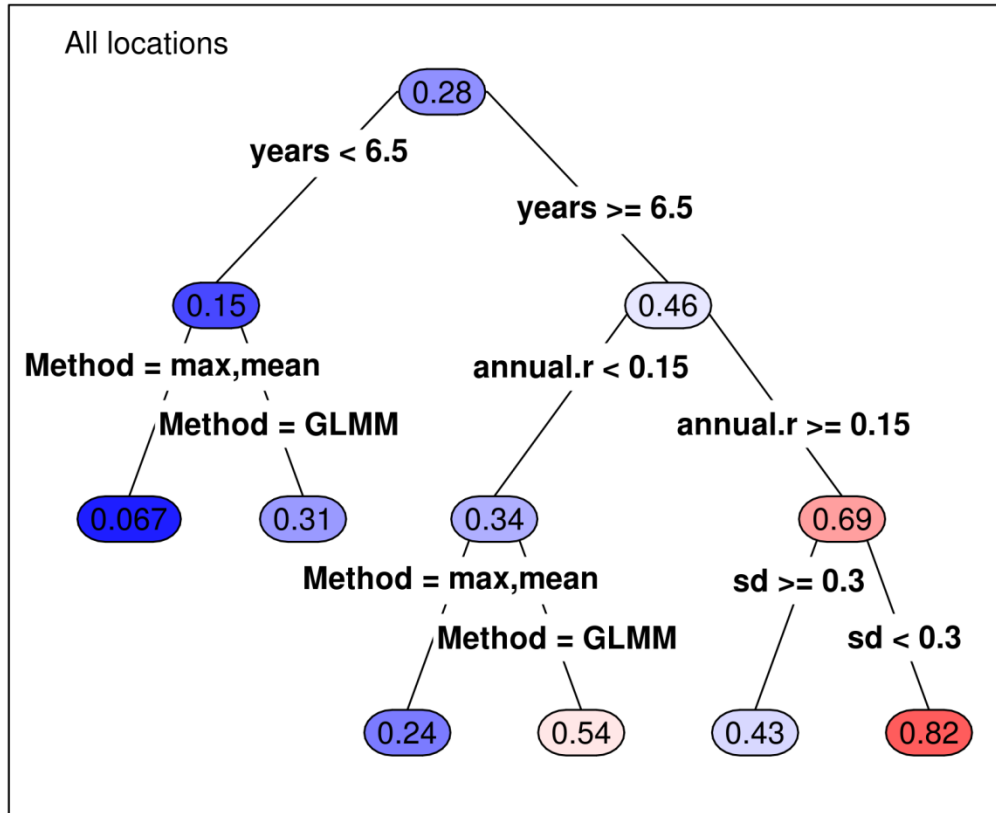 All locations
0.28
years < 6.5
years >= 6.5
0.15
0.46
Method = max,mean
annual.r < 0.15
Method = GLMM
annual.r >= 0.15
0.067
0.31
0.34
0.69
Method = max,mean
sd >= 0.3
Method = GLMM
sd < 0.3
0.24
0.54
0.43
0.82